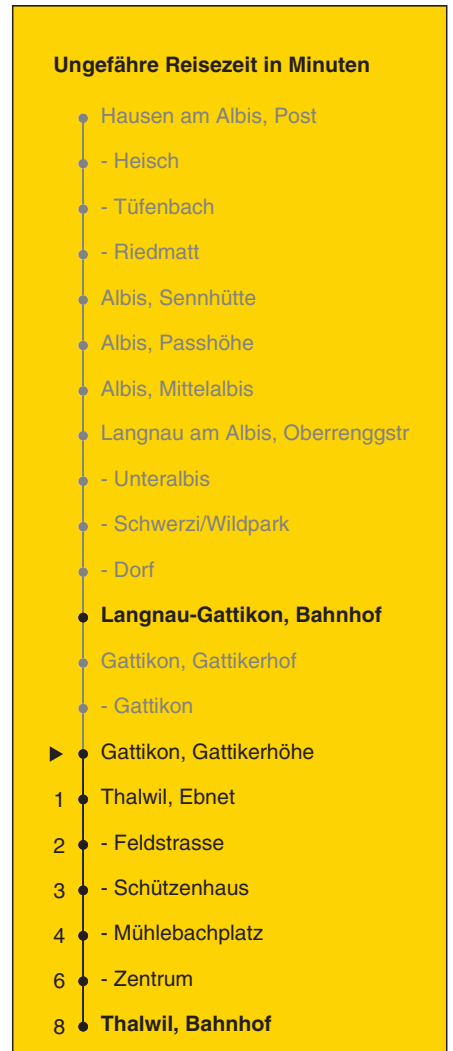 Ungefähre Reisezeit in Minuten
Hausen am Albis, Post
- Heisch
- Tüfenbach
- Riedmatt
Albis, Sennhütte
Albis, Passhöhe
Albis, Mittelalbis
Langnau am Albis, Oberrenggstr
- Unteralbis
- Schwerzi/Wildpark
- Dorf
Langnau-Gattikon, Bahnhof
Gattikon, Gattikerhof
- Gattikon
Gattikon, Gattikerhöhe
1 Thalwil, Ebnet
2 - Feldstrasse
3 - Schützenhaus
4 - Mühlebachplatz
6 - Zentrum
8 Thalwil, Bahnhof